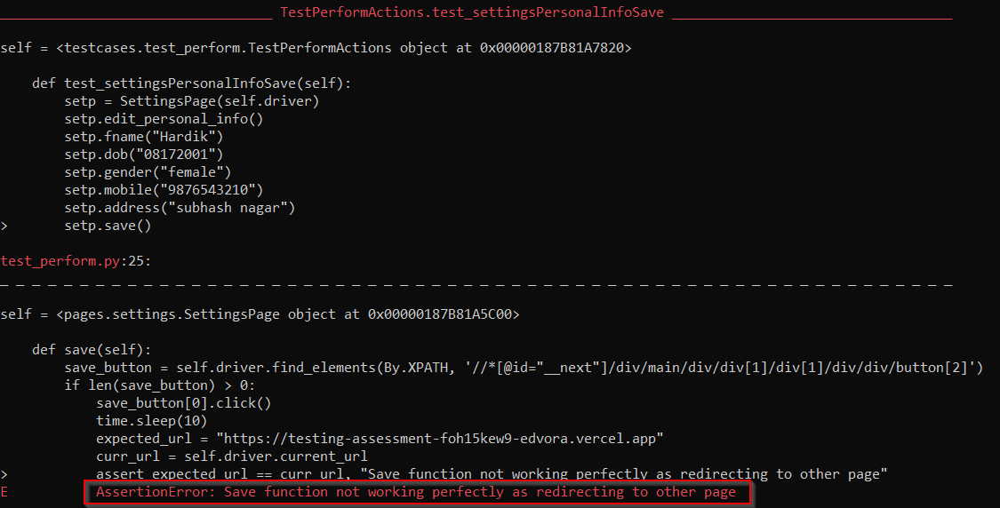 _________________________________ TestPerformActions.test_settingsPersonalInfoSave __________________________________
self = <testcases.test_perform.TestPerformActions object at 0x00000187B81A7820>
    def test_settingsPersonalInfoSave(self):
        setp = SettingsPage(self.driver)
        setp.edit_personal_info()
        setp.fname("Hardik")
        setp.dob("08172001")
        setp.gender("female")
        setp.mobile("9876543210")
        setp.address("subhash nagar")
>       setp.save()
test_perform.py:25:
_ _ _ _ _ _ _ _ _ _ _ _ _ _ _ _ _ _ _ _ _ _ _ _ _ _ _ _ _ _ _ _ _ _ _ _ _ _ _ _ _ _ _ _ _ _ _ _ _ _ _ _ _ _ _ _ _ _ _ _
self = <pages.settings.SettingsPage object at 0x00000187B81A5C00>
    def save(self):
        save_button = self.driver.find_elements(By.XPATH, '//*[@id="__next"]/div/main/div/div[1]/div[1]/div/div/button[2]')
        if len(save_button) > 0:
            save_button[0].click()
            time.sleep(10)
            expected_url = "https://testing-assessment-foh15kew9-edvora.vercel.app"
            curr_url = self.driver.current_url
>           assert expected_url == curr_url, "Save function not working perfectly as redirecting to other page"
E           AssertionError: Save function not working perfectly as redirecting to other page